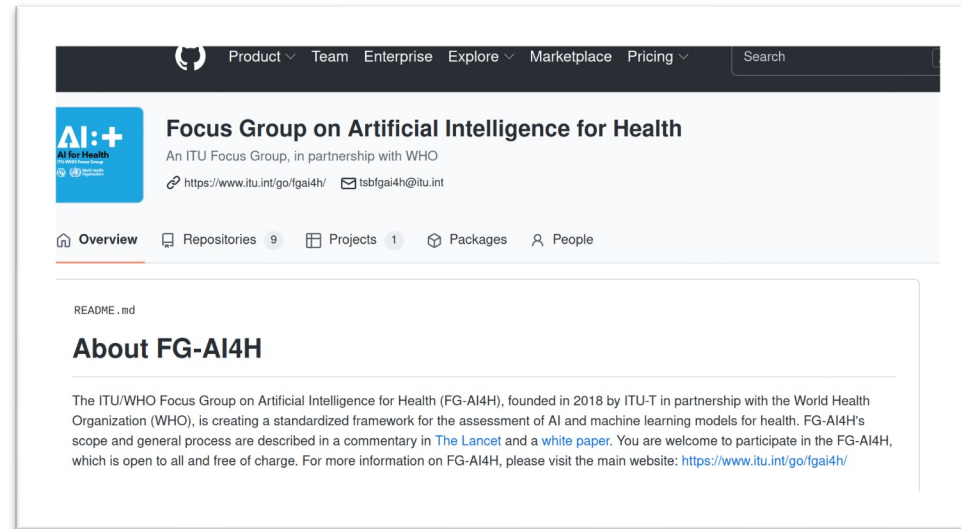 Product Team Enterprise Explore Marketplace Pricing Search
AI:+
AI for Health
ITU-WHO Focus Group
World Health
Organization
Focus Group on Artificial Intelligence for Health
An ITU Focus Group, in partnership with WHO
https://www.itu.int/go/fgai4h/ tsbfgai4h@itu.int
Overview Repositories 9 Projects 1 Packages People
README.md
About FG-AI4H
The ITU/WHO Focus Group on Artificial Intelligence for Health (FG-AI4H), founded in 2018 by ITU-T in partnership with the World Health
Organization (WHO), is creating a standardized framework for the assessment of AI and machine learning models for health. FG-AI4H's
scope and general process are described in a commentary in The Lancet and a white paper. You are welcome to participate in the FG-AI4H,
which is open to all and free of charge. For more information on FG-AI4H, please visit the main website: https://www.itu.int/go/fgai4h/